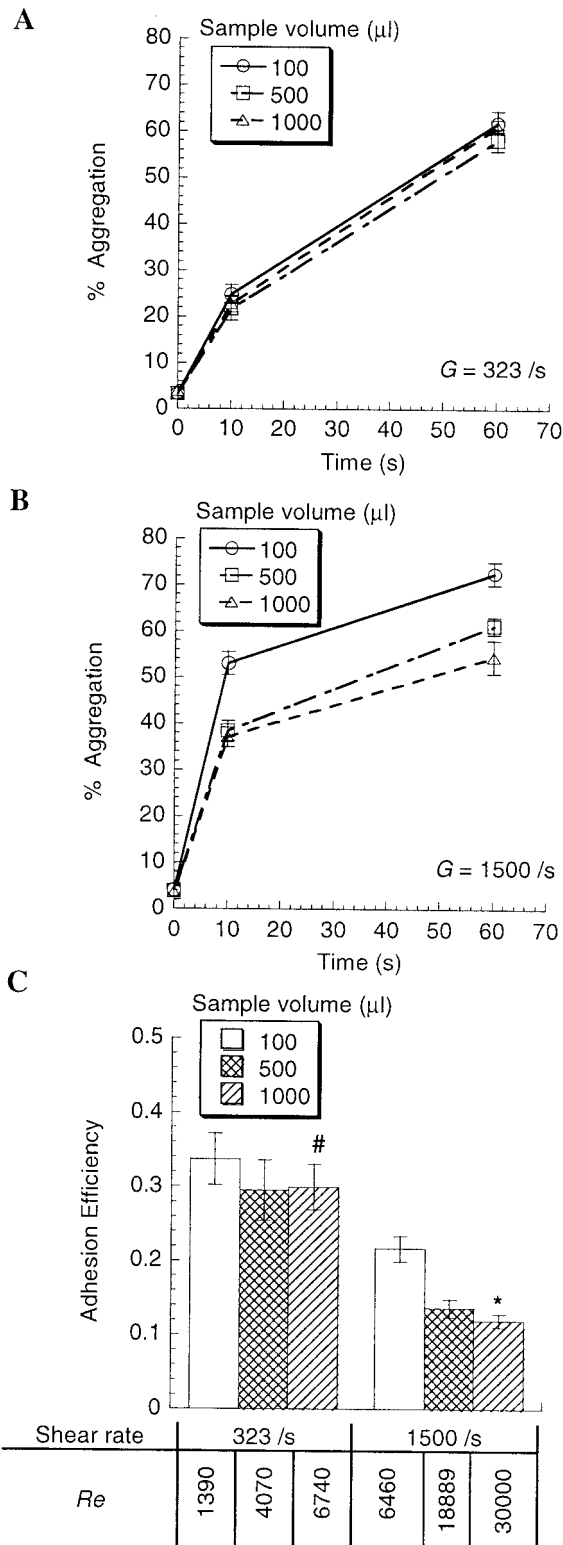 A
Sample volume (µl)
100
500
1000
80
70
60
50
40
30
20
10
0
% Aggregation
G = 323 /s
0 10 20 30 40 50 60 70
Time (s)
B
Sample volume (µl)
100
500
1000
80
70
60
50
40
30
20
10
0
% Aggregation
G = 1500 /s
0 10 20 30 40 50 60 70
Time (s)
C
Sample volume (µl)
100
500
1000
0.5
0.4
0.3
0.2
0.1
0
Adhesion Efficiency
#
*
Shear rate 323 /s 1500 /s
Re 1390 4070 6740 6460 18889 30000